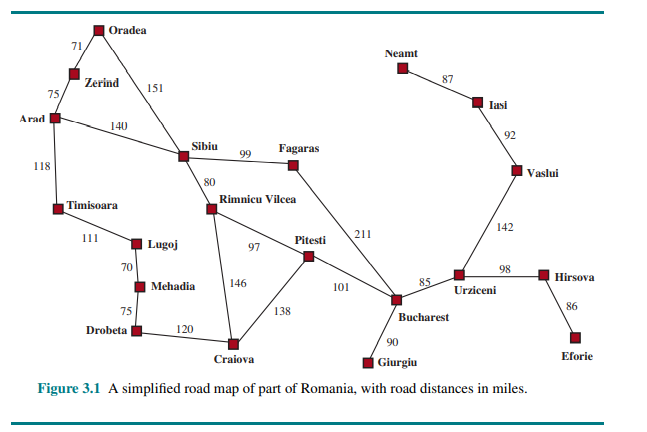 Oradea
71
Neamt
Zerind
87
151
75
Iasi
Arad
140
92
Sibiu
Fagaras
99
118
Vaslui
80
Rimnicu Vilcea
Timisoara
142
111
Pitesti
211
Lugoj
97
70
98
Hirsova
146
101
85
Mehadia
Urziceni
138
86
75
Bucharest
Drobeta
120
90
Craiova
Giurgiu
Eforie
Figure 3.1 A simplified road map of part of Romania, with road distances in miles.